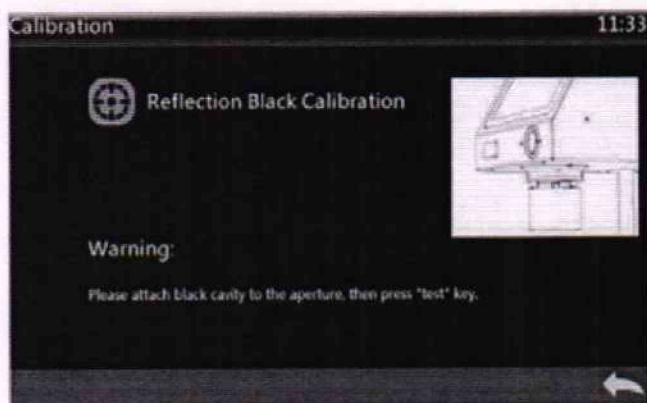 Calibration 11:33
Reflection Black Calibration
Warning:
Please attach black cavity to the aperture, then press "test" key.